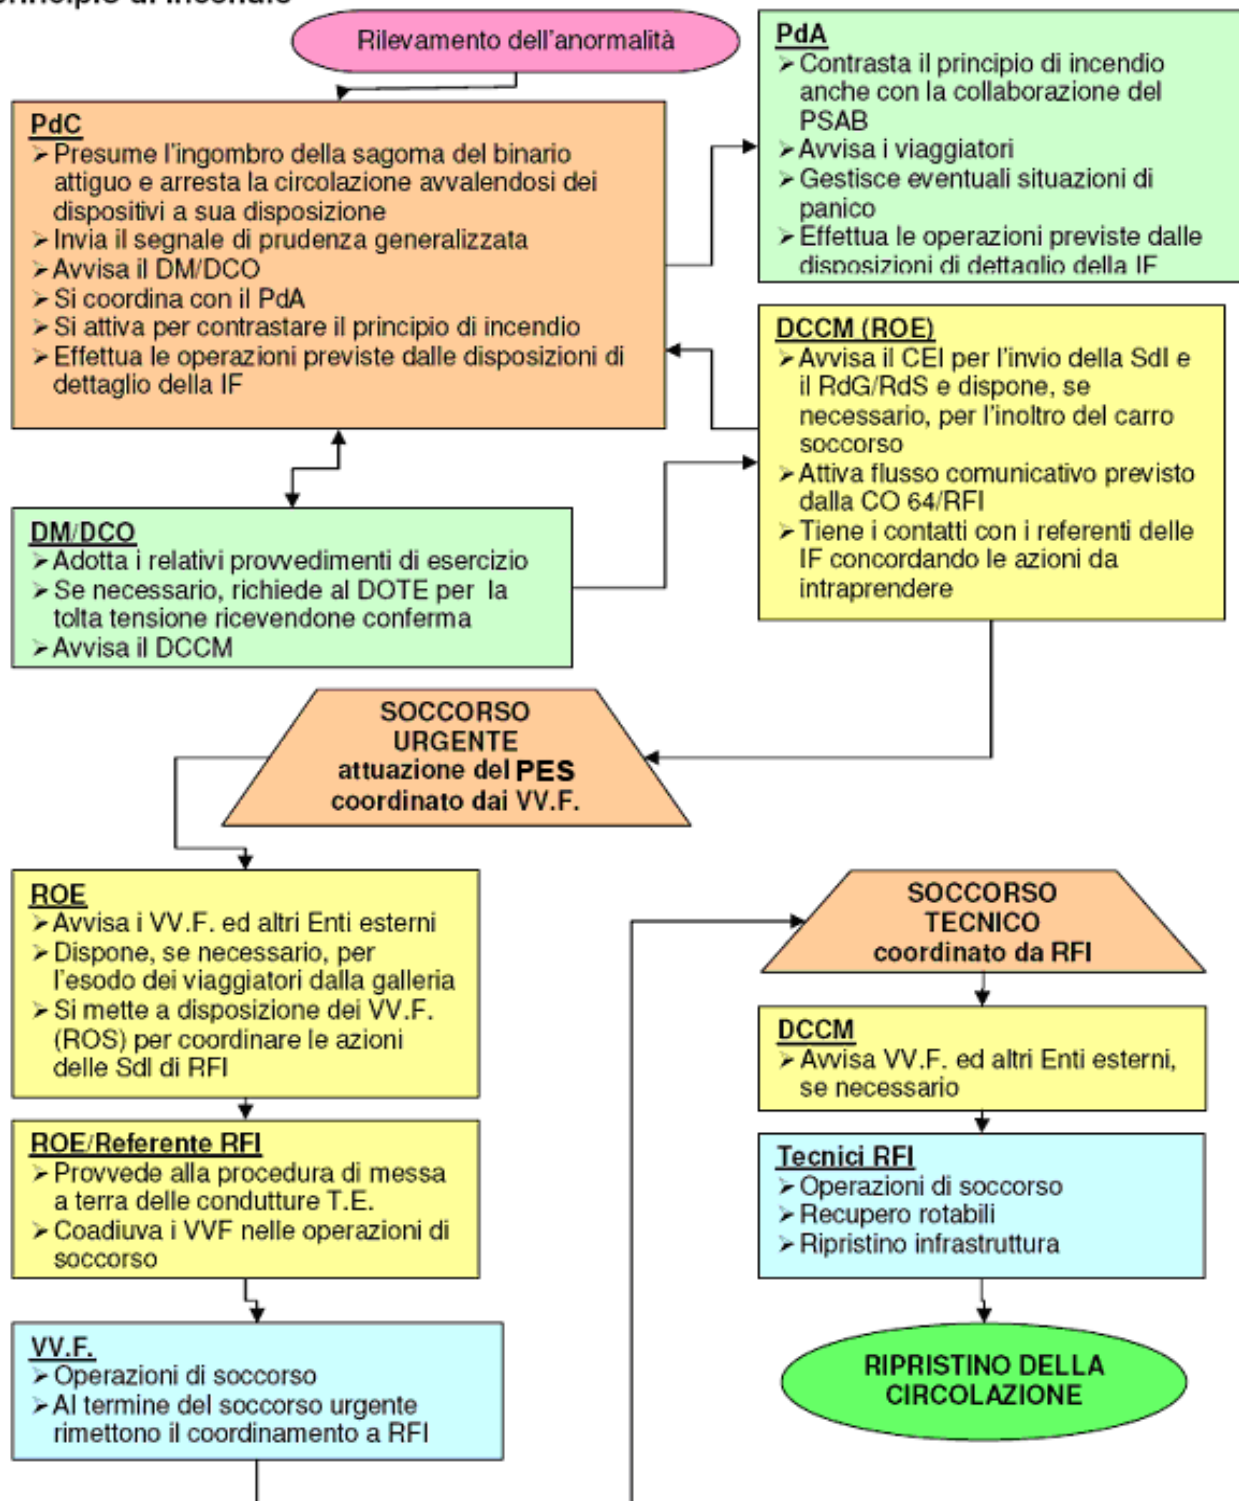 principio di incendio
Rilevamento dell'anormalità
PdC
➢ Presume l'ingombro della sagoma del binario
attiguo e arresta la circolazione avvalendosi dei
dispositivi a sua disposizione
➢ Invia il segnale di prudenza generalizzata
➢ Avvisa il DM/DCO
➢ Si coordina con il PdA
➢ Si attiva per contrastare il principio di incendio
➢ Effettua le operazioni previste dalle disposizioni di
dettaglio della IF
PdA
➢ Contrasta il principio di incendio
anche con la collaborazione del
PSAB
➢ Avvisa i viaggiatori
➢ Gestisce eventuali situazioni di
panico
➢ Effettua le operazioni previste dalle
disposizioni di dettaglio della IF
DCCM (ROE)
➢ Avvisa il CEI per l'invio della SdI e
il RdG/RdS e dispone, se
necessario, per l'inoltro del carro
soccorso
➢ Attiva flusso comunicativo previsto
dalla CO 64/RFI
➢ Tiene i contatti con i referenti delle
IF concordando le azioni da
intraprendere
DM/DCO
➢ Adotta i relativi provvedimenti di esercizio
➢ Se necessario, richiede al DOTE per la
tolta tensione ricevendone conferma
➢ Avvisa il DCCM
SOCCORSO
URGENTE
attuazione del PES
coordinato dai VV.F.
ROE
➢ Avvisa i VV.F. ed altri Enti esterni
➢ Dispone, se necessario, per
l'esodo dei viaggiatori dalla galleria
➢ Si mette a disposizione dei VV.F.
(ROS) per coordinare le azioni
delle SdI di RFI
ROE/Referente RFI
➢ Provvede alla procedura di messa
a terra delle condutture T.E.
➢ Coadiuva i VVF nelle operazioni di
soccorso
VV.F.
➢ Operazioni di soccorso
➢ Al termine del soccorso urgente
rimettono il coordinamento a RFI
SOCCORSO
TECNICO
coordinato da RFI
DCCM
➢ Avvisa VV.F. ed altri Enti esterni,
se necessario
Tecnici RFI
➢ Operazioni di soccorso
➢ Recupero rotabili
➢ Ripristino infrastruttura
RIPRISTINO DELLA
CIRCOLAZIONE